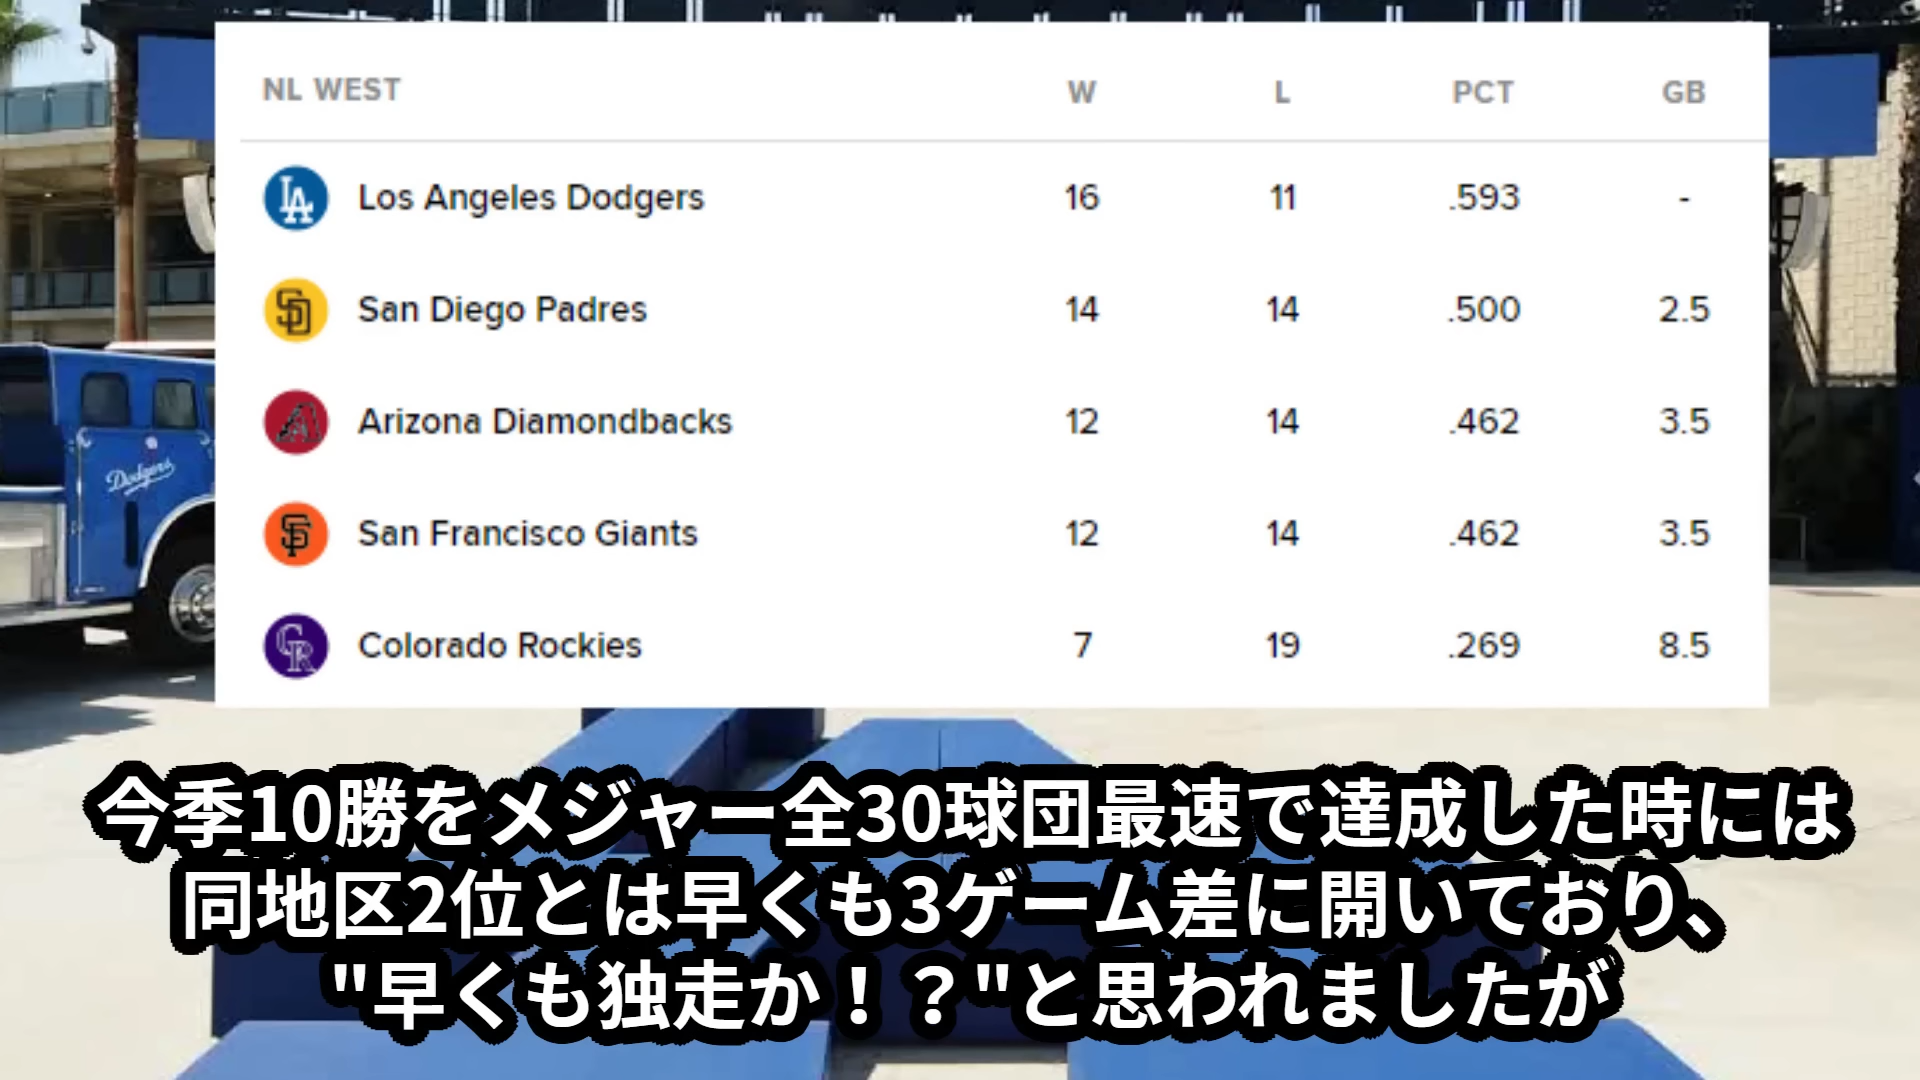 NL WEST W L PCT GB
LA Los Angeles Dodgers 16 11 .593 -
SD San Diego Padres 14 14 .500 2.5
A Arizona Diamondbacks 12 14 .462 3.5
SF San Francisco Giants 12 14 .462 3.5
CR Colorado Rockies 7 19 .269 8.5
Dodgers
今季10勝をメジャー全30球団最速で達成した時には
同地区2位とは早くも3ゲーム差に開いており、
"早くも独走か！？"と思われましたが